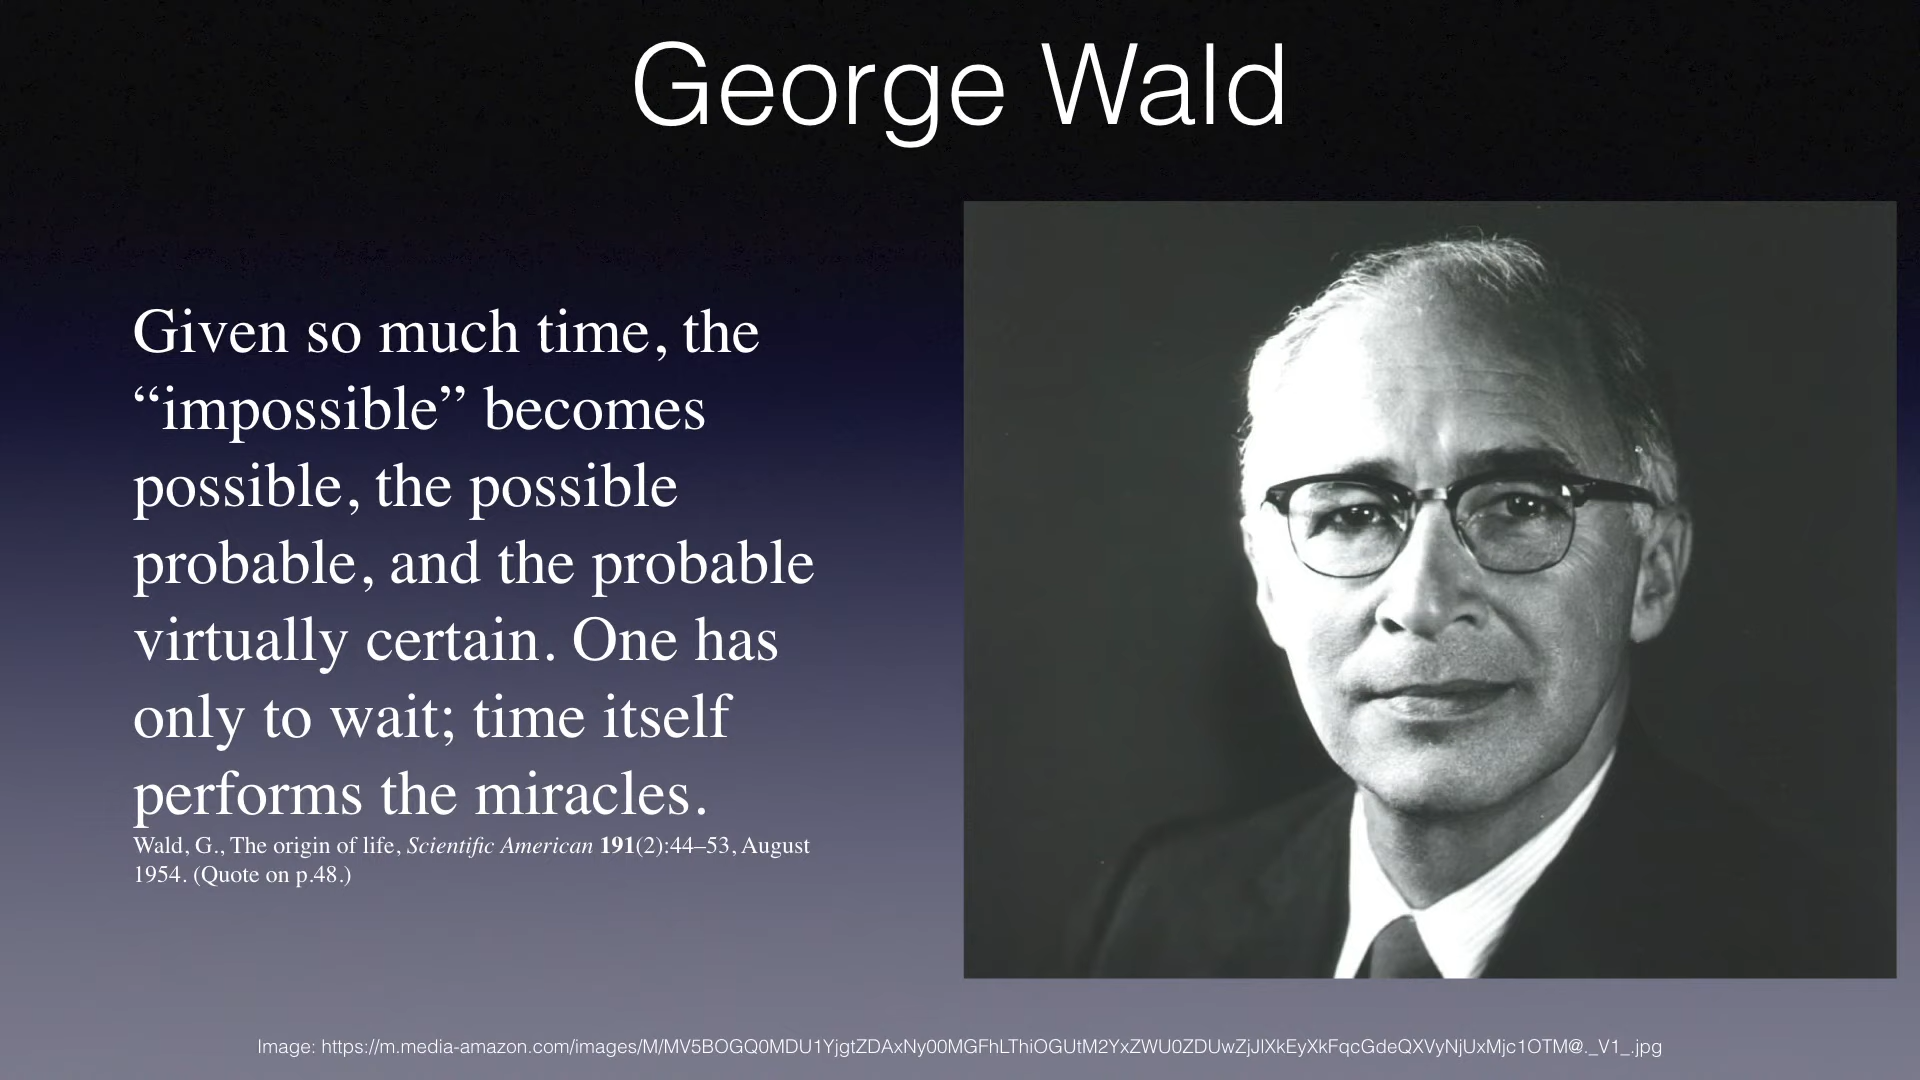 George Wald
Given so much time, the
“impossible” becomes
possible, the possible
probable, and the probable
virtually certain. One has
only to wait; time itself
performs the miracles.
Wald, G., The origin of life, Scientific American 191(2):44–53, August
1954. (Quote on p.48.)
Image: https://m.media-amazon.com/images/M/MV5BOGQ0MDU1YjgtZDAxNy00MGFhLThiOGUtM2YxZWU0ZDUwZjJlXkEyXkFqcGdeQXVyNjUxMjc1OTM@._V1_.jpg